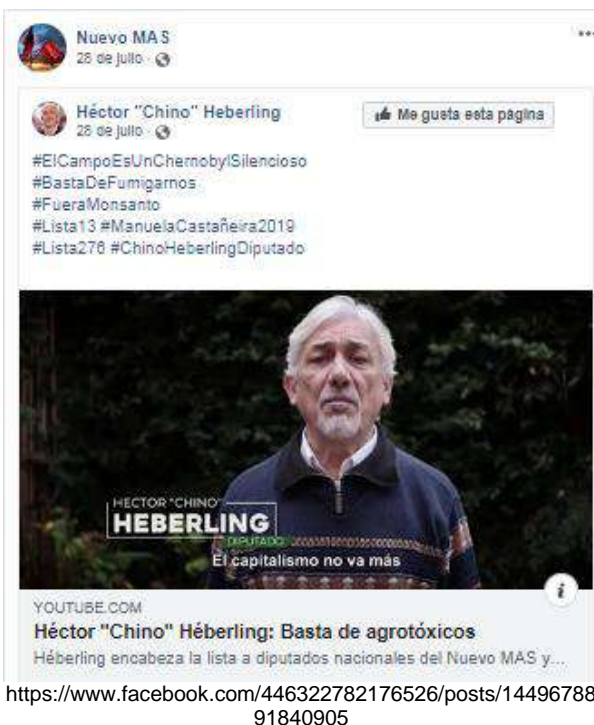 Nuevo MAS
28 de julio ·
Héctor "Chino" Heberling
28 de julio ·
Me gusta esta página
#ElCampoEsUnChernobylSilencioso
#BastaDeFumigarnos
#FueraMonsanto
#Lista13 #ManuelaCastañeira2019
#Lista276 #ChinoHeberlingDiputado
HECTOR "CHINO"
HEBERLING
DIPUTADO
El capitalismo no va más
YOUTUBE.COM
Héctor "Chino" Héberling: Basta de agrotóxicos
Héberling encabeza la lista a diputados nacionales del Nuevo MAS y...
https://www.facebook.com/446322782176526/posts/14496788
91840905